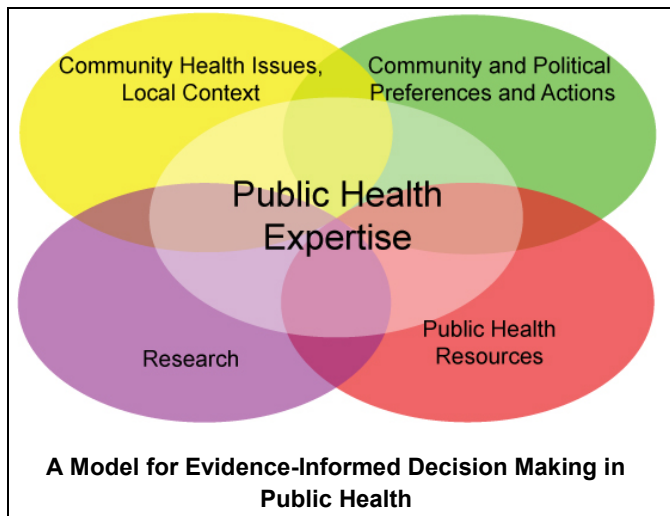 Community Health Issues,
Local Context
Community and Political
Preferences and Actions
Public Health
Expertise
Research
Public Health
Resources
A Model for Evidence-Informed Decision Making in
Public Health